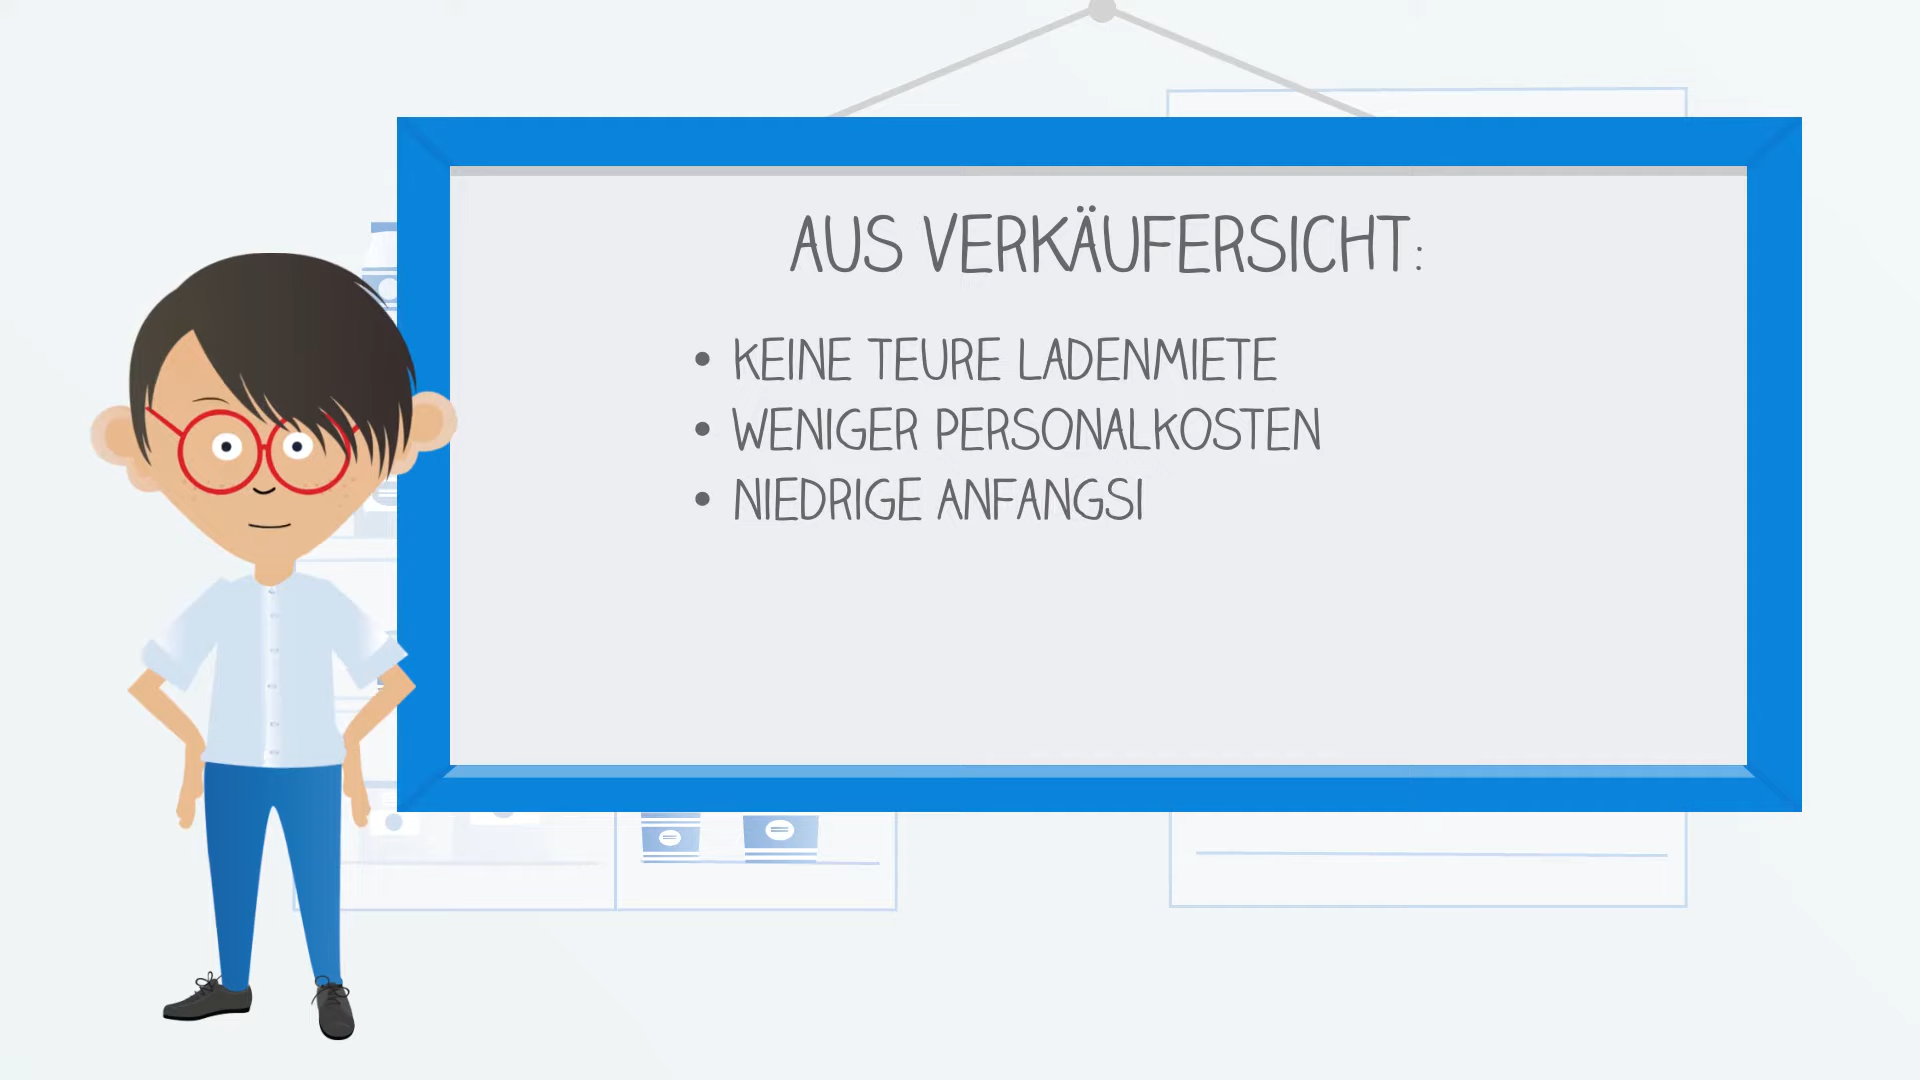 AUS VERKÄUFERSICHT:
• KEINE TEURE LADENMIETE
• WENIGER PERSONALKOSTEN
• NIEDRIGE ANFANGSI